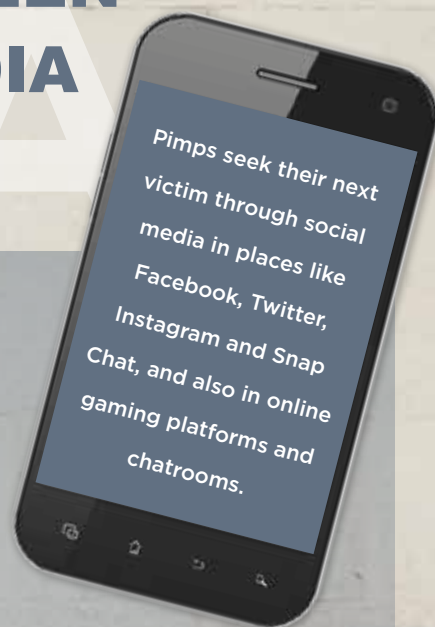 DIA
Pimps seek their next
victim through social
media in places like
Facebook, Twitter,
Instagram and Snap
Chat, and also in online
gaming platforms and
chatrooms.